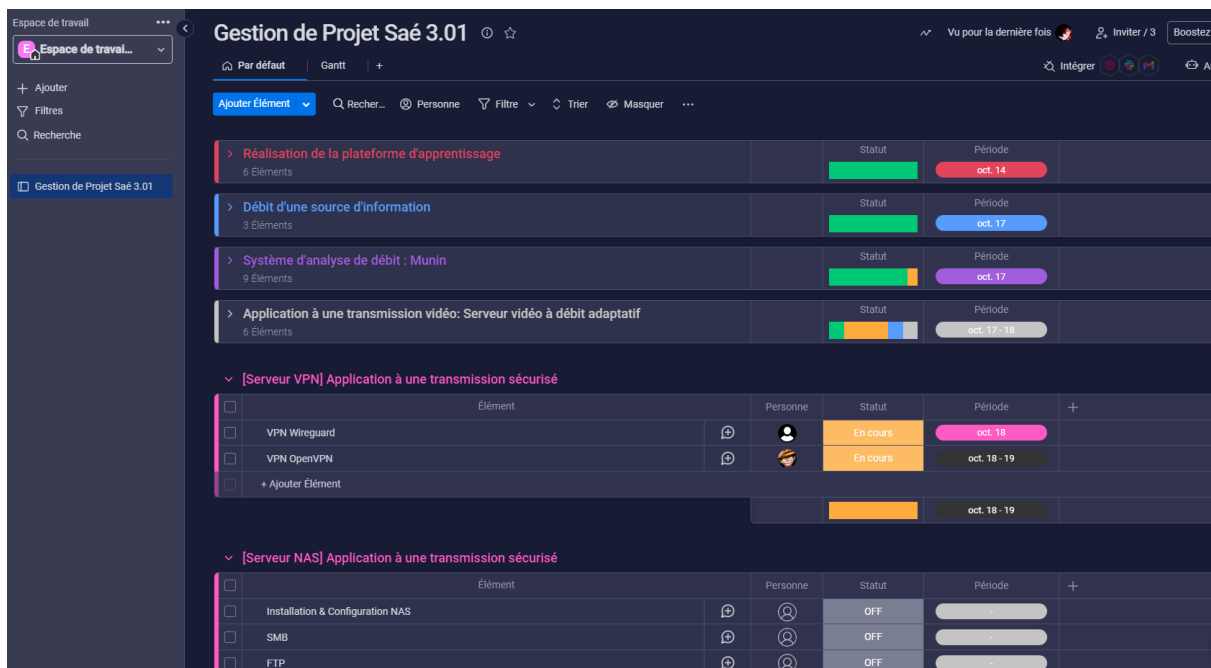 Espace de travail
E Espace de travai...
Ajouter
Filtres
Recherche
Gestion de Projet Saé 3.01
Gestion de Projet Saé 3.01
Vu pour la dernière fois
Inviter / 3
Boostez
Par défaut
Gantt
+
Intégrer
Ajouter Élément
Recher...
Personne
Filtre
Trier
Masquer
Réalisation de la plateforme d'apprentissage
6 Éléments
Statut
Période
oct. 14
Débit d'une source d'information
3 Éléments
Statut
Période
oct. 17
Système d'analyse de débit : Munin
9 Éléments
Statut
Période
oct. 17
Application à une transmission vidéo: Serveur vidéo à débit adaptatif
6 Éléments
Statut
Période
oct. 17 - 18
[Serveur VPN] Application à une transmission sécurisé
Élément Personne Statut Période +
VPN Wireguard En cours oct. 18
VPN OpenVPN En cours oct. 18 - 19
+ Ajouter Élément
oct. 18 - 19
[Serveur NAS] Application à une transmission sécurisé
Élément Personne Statut Période +
Installation & Configuration NAS OFF -
SMB OFF -
FTP OFF -